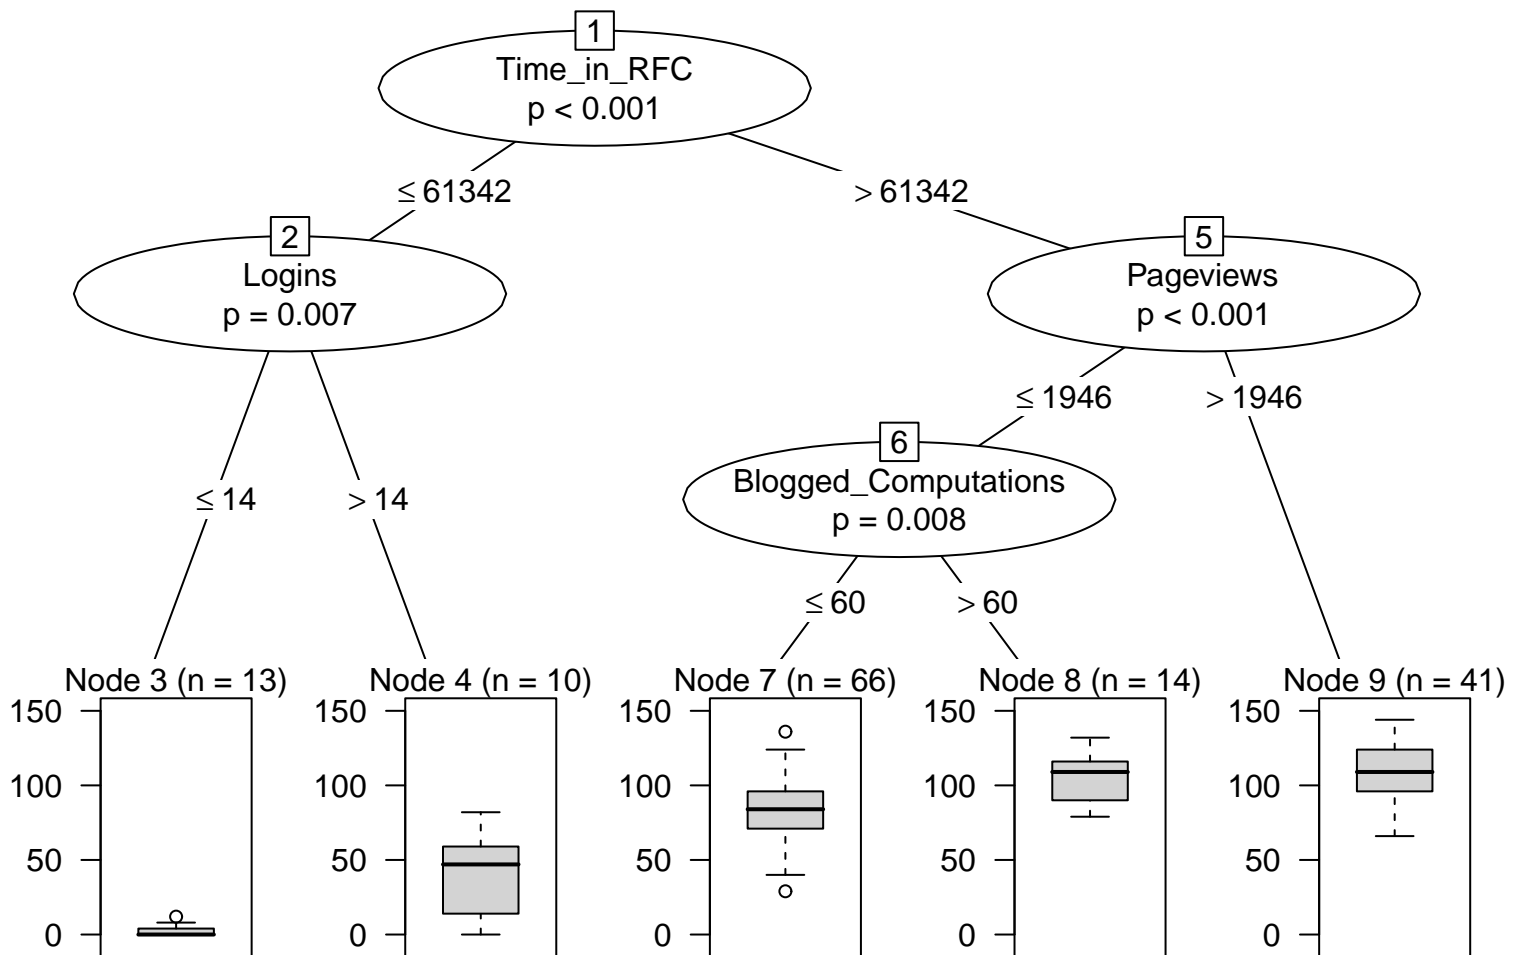 1
Time_in_RFC
p < 0.001
≤ 61342
> 61342
2
Logins
p = 0.007
5
Pageviews
p < 0.001
≤ 1946
> 1946
6
Blogged_Computations
p = 0.008
≤ 14
> 14
≤ 60
> 60
Node 3 (n = 13)
150
100
50
0
Node 4 (n = 10)
150
100
50
0
Node 7 (n = 66)
150
100
50
0
Node 8 (n = 14)
150
100
50
0
Node 9 (n = 41)
150
100
50
0